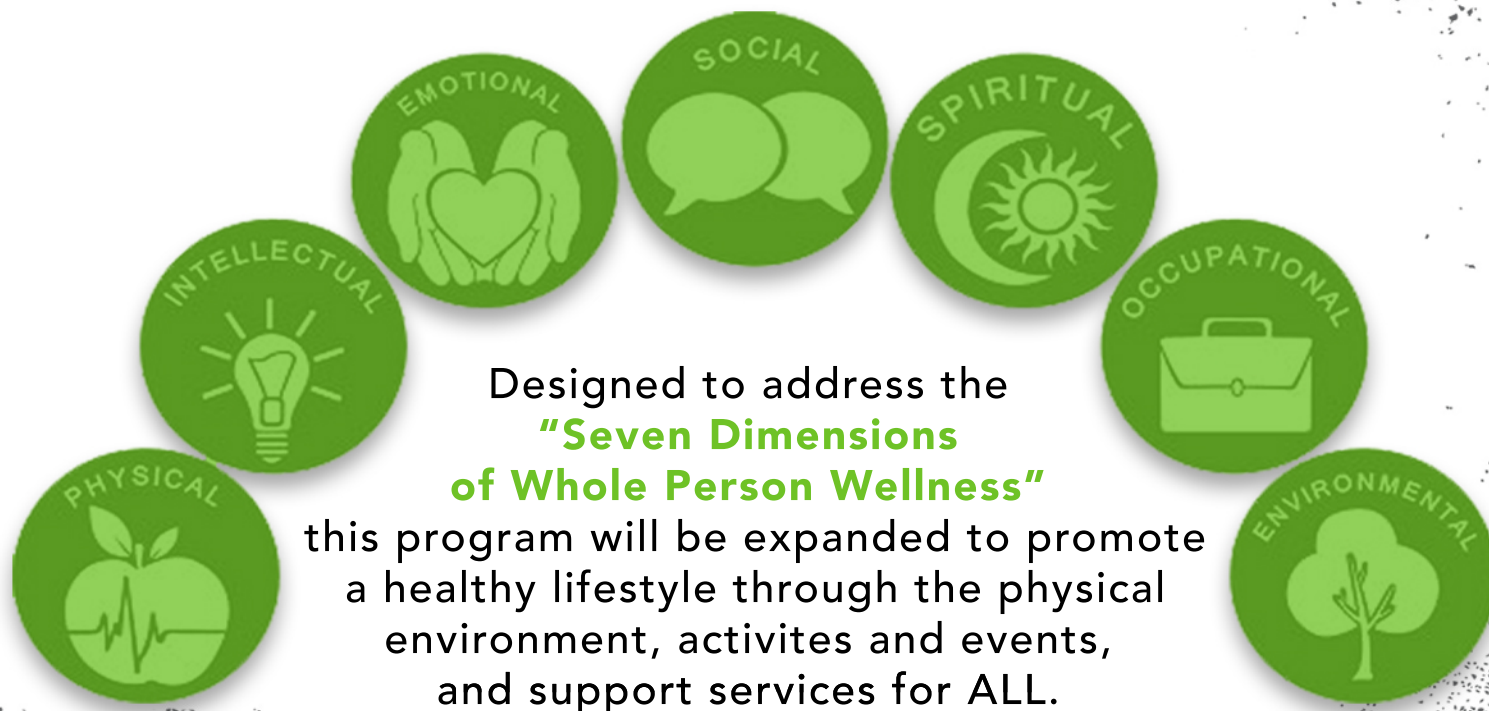 SOCIAL
EMOTIONAL
SPIRITUAL
INTELLECTUAL
OCCUPATIONAL
PHYSICAL
ENVIRONMENTAL
Designed to address the
“Seven Dimensions
of Whole Person Wellness”
this program will be expanded to promote
a healthy lifestyle through the physical
environment, activites and events,
and support services for ALL.